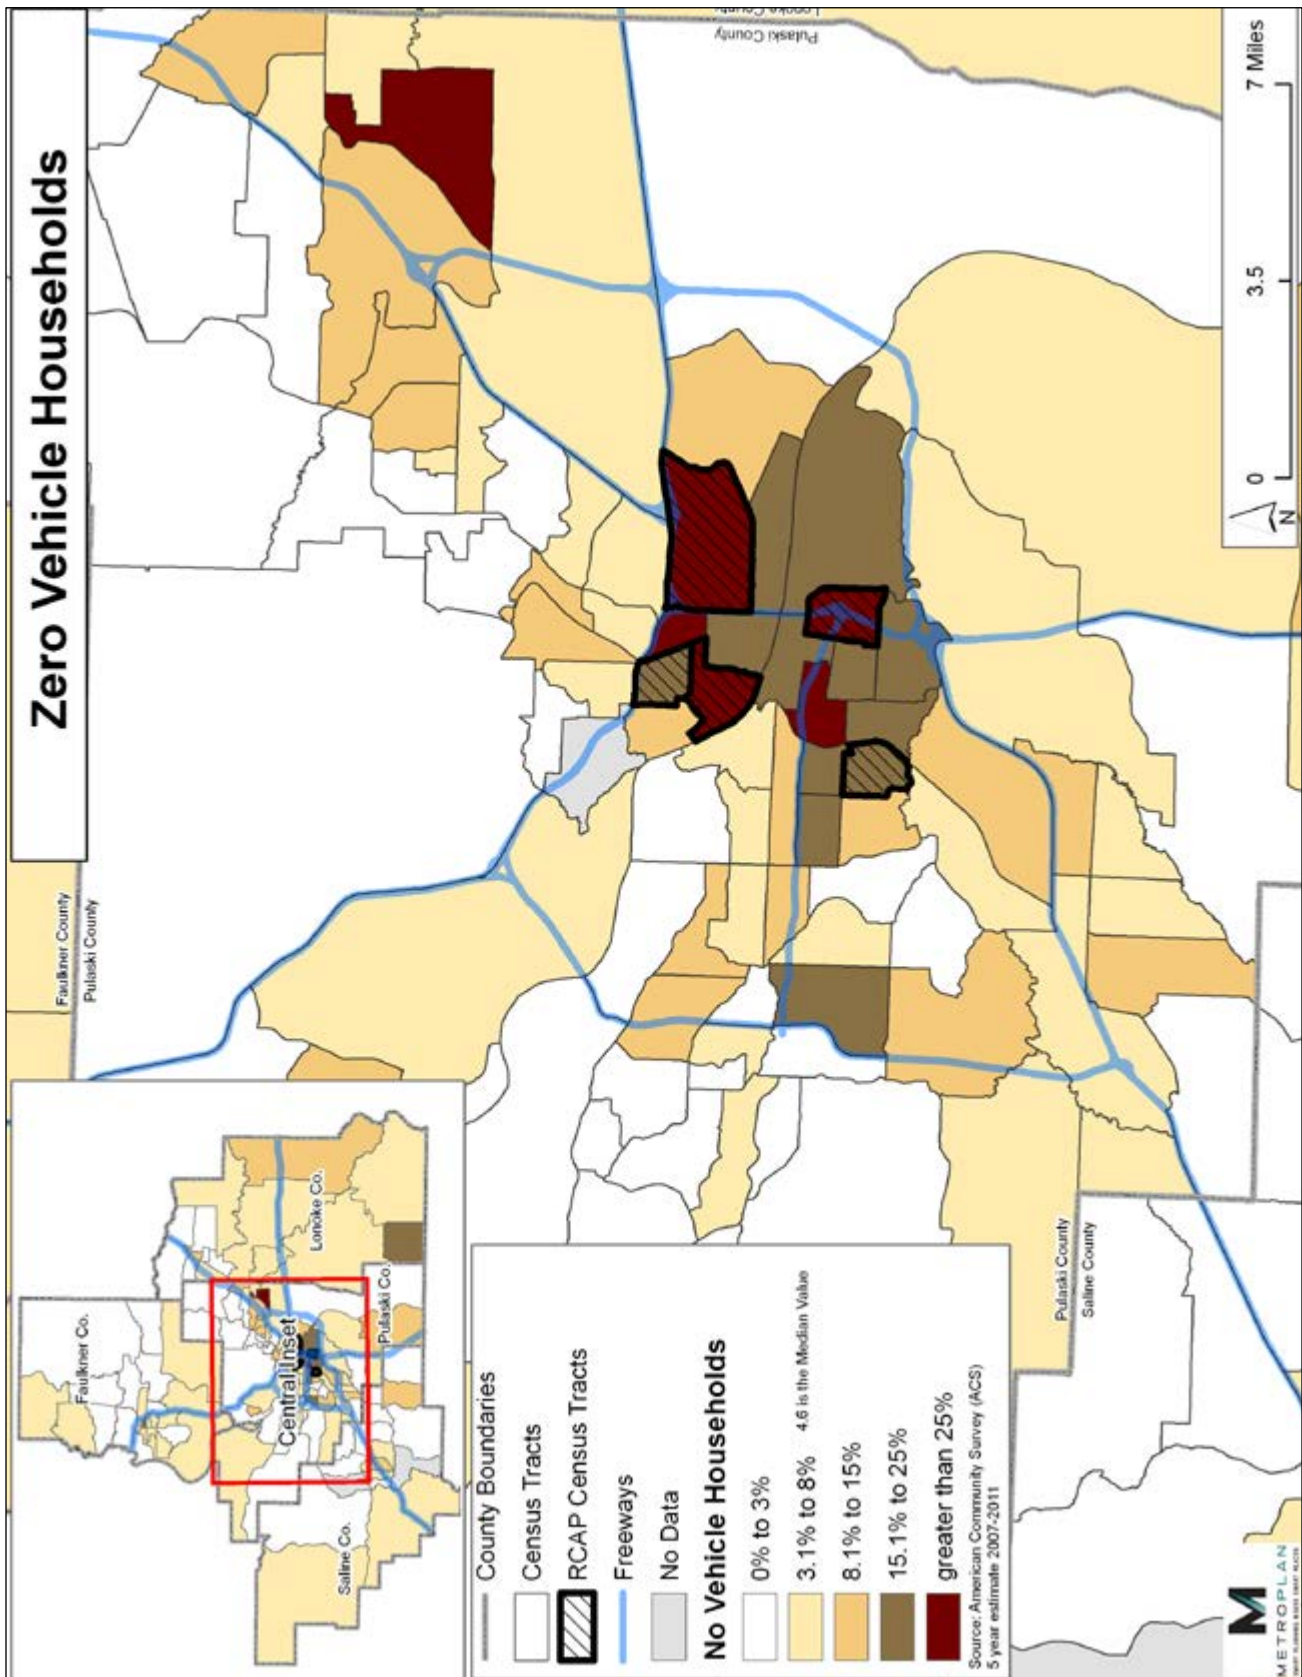 Zero Vehicle Households
Faulkner County
Pulaski County
Lonoke County
Pulaski County
Faulkner Co.
Lonoke Co.
Central Inset
Pulaski Co.
Saline Co.
County Boundaries
Census Tracts
RCAP Census Tracts
Freeways
No Data
No Vehicle Households
0% to 3%
3.1% to 8% 4.6 is the Median Value
8.1% to 15%
15.1% to 25%
greater than 25%
Source: American Community Survey (ACS)
5 year estimate 2007-2011
Pulaski County
Saline County
N
0 3.5 7 Miles
M
METROPLAN